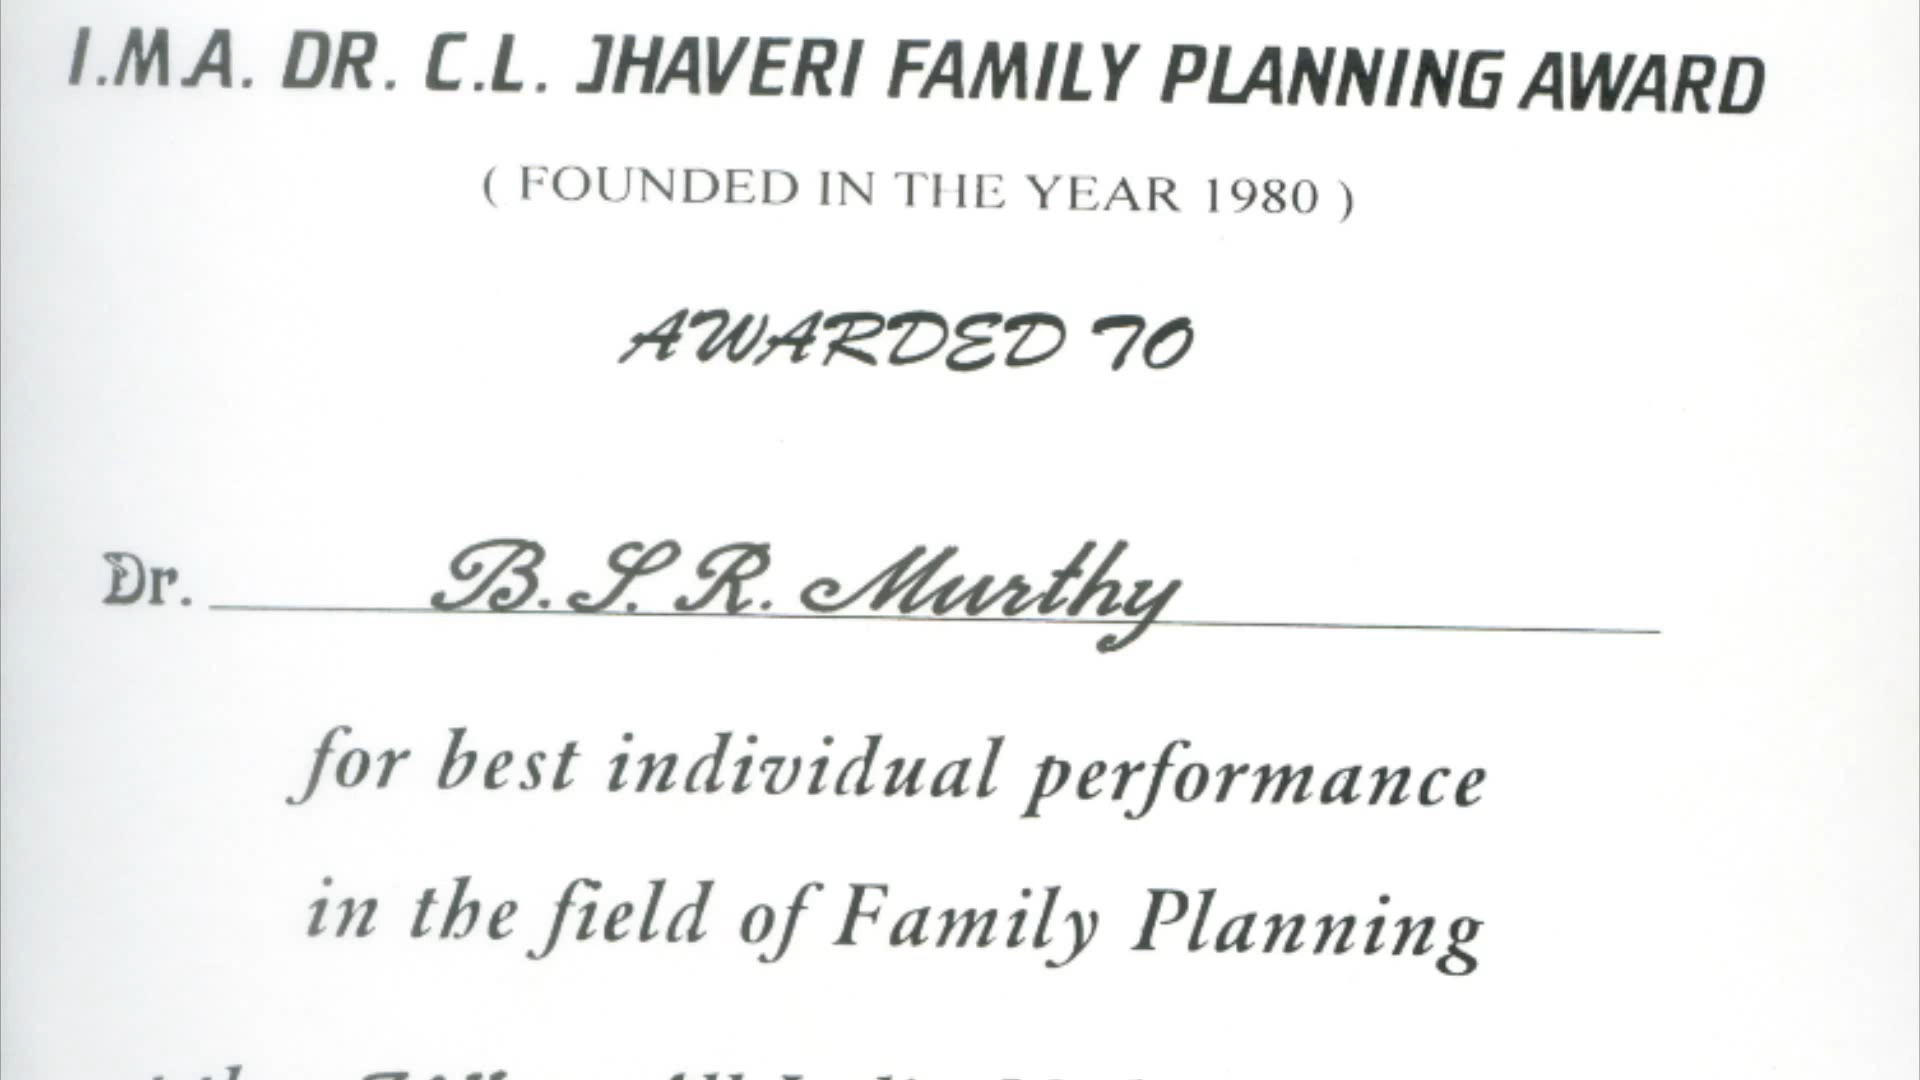 I.M.A. DR. C.L. JHAVERI FAMILY PLANNING AWARD
( FOUNDED IN THE YEAR 1980 )
AWARDED TO
Dr. B.S.R. Murthy
for best individual performance
in the field of Family Planning